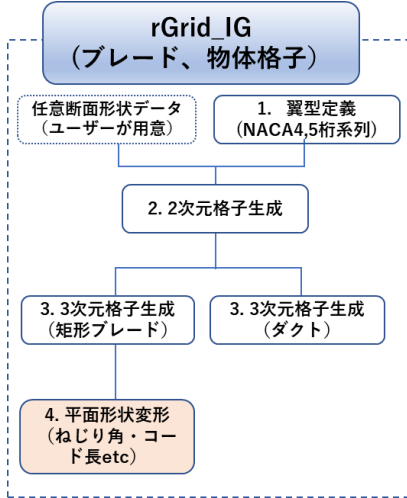 rGrid_IG
（ブレード、物体格子）
任意断面形状データ
（ユーザーが用意）
1. 翼型定義
（NACA4,5桁系列）
2. 2次元格子生成
3. 3次元格子生成
（矩形ブレード）
3. 3次元格子生成
（ダクト）
4. 平面形状変形
（ねじり角・コー
ド長etc）